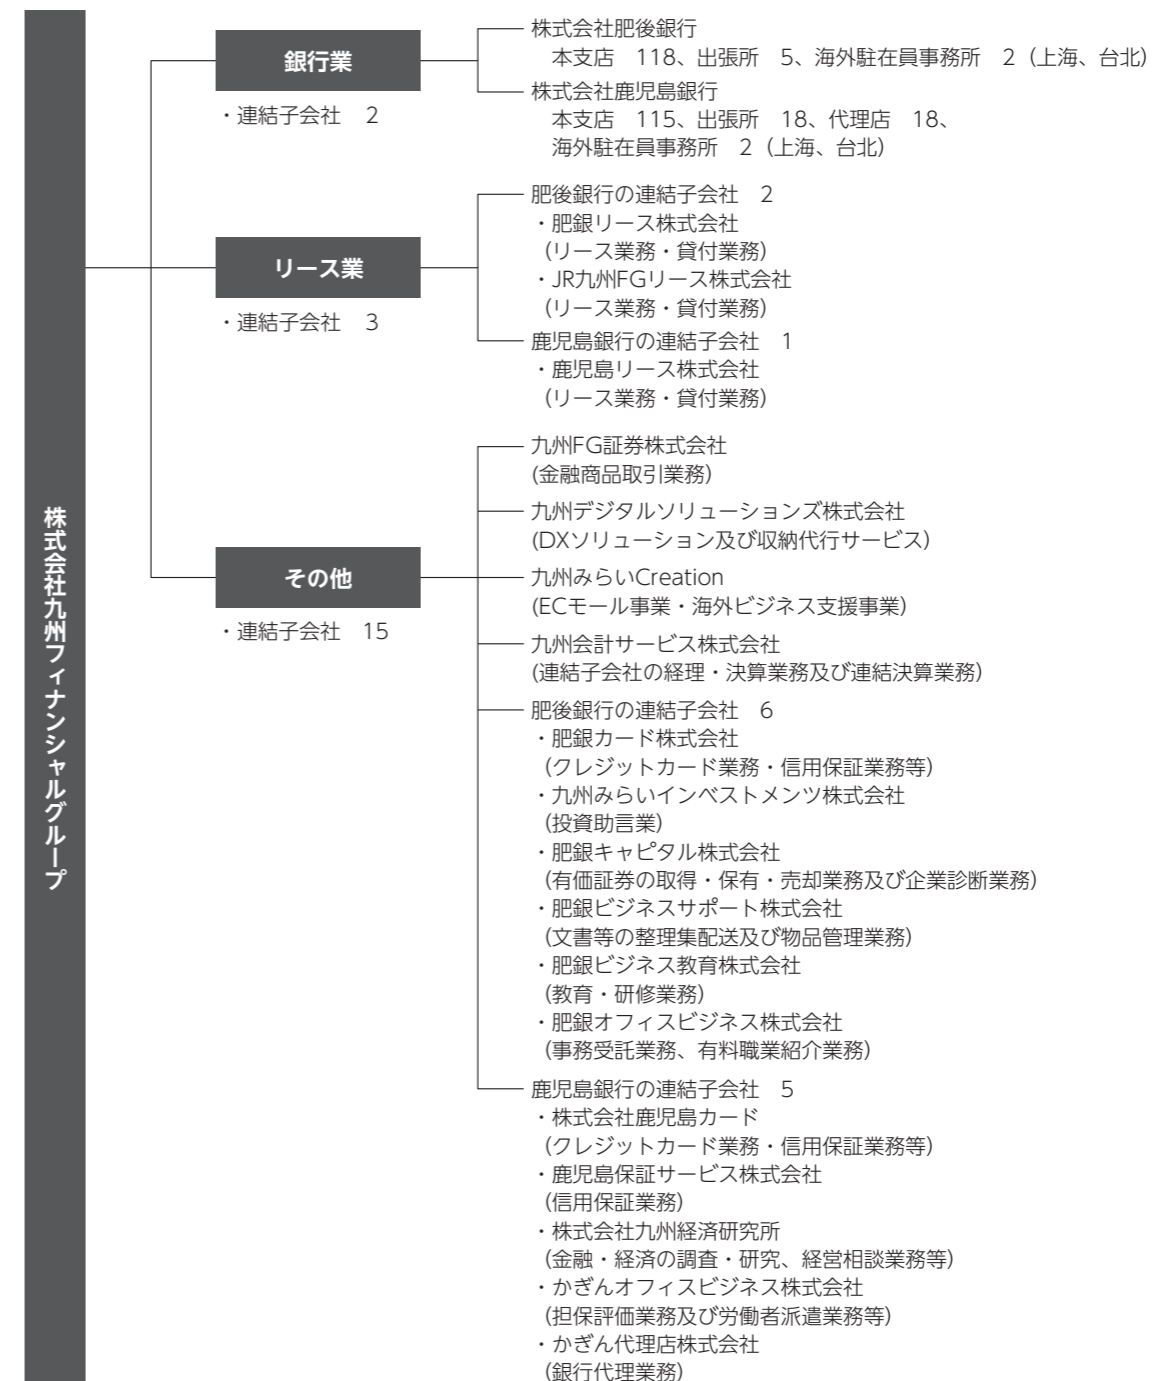 株式会社九州フィナンシャルグループ
銀行業
・連結子会社　2
株式会社肥後銀行
本支店　118、出張所　5、海外駐在員事務所　2（上海、台北）
株式会社鹿児島銀行
本支店　115、出張所　18、代理店　18、
海外駐在員事務所　2（上海、台北）
リース業
・連結子会社　3
肥後銀行の連結子会社　2
・肥銀リース株式会社
（リース業務・貸付業務）
・JR九州FGリース株式会社
（リース業務・貸付業務）
鹿児島銀行の連結子会社　1
・鹿児島リース株式会社
（リース業務・貸付業務）
その他
・連結子会社　15
九州FG証券株式会社
(金融商品取引業務)
九州デジタルソリューションズ株式会社
(DXソリューション及び収納代行サービス)
九州みらいCreation
(ECモール事業・海外ビジネス支援事業)
九州会計サービス株式会社
(連結子会社の経理・決算業務及び連結決算業務)
肥後銀行の連結子会社　6
・肥銀カード株式会社
（クレジットカード業務・信用保証業務等）
・九州みらいインベストメンツ株式会社
（投資助言業）
・肥銀キャピタル株式会社
（有価証券の取得・保有・売却業務及び企業診断業務）
・肥銀ビジネスサポート株式会社
（文書等の整理集配送及び物品管理業務）
・肥銀ビジネス教育株式会社
（教育・研修業務）
・肥銀オフィスビジネス株式会社
（事務受託業務、有料職業紹介業務）
鹿児島銀行の連結子会社　5
・株式会社鹿児島カード
（クレジットカード業務・信用保証業務等）
・鹿児島保証サービス株式会社
（信用保証業務）
・株式会社九州経済研究所
（金融・経済の調査・研究、経営相談業務等）
・かぎんオフィスビジネス株式会社
（担保評価業務及び労働者派遣業務等）
・かぎん代理店株式会社
（銀行代理業務）